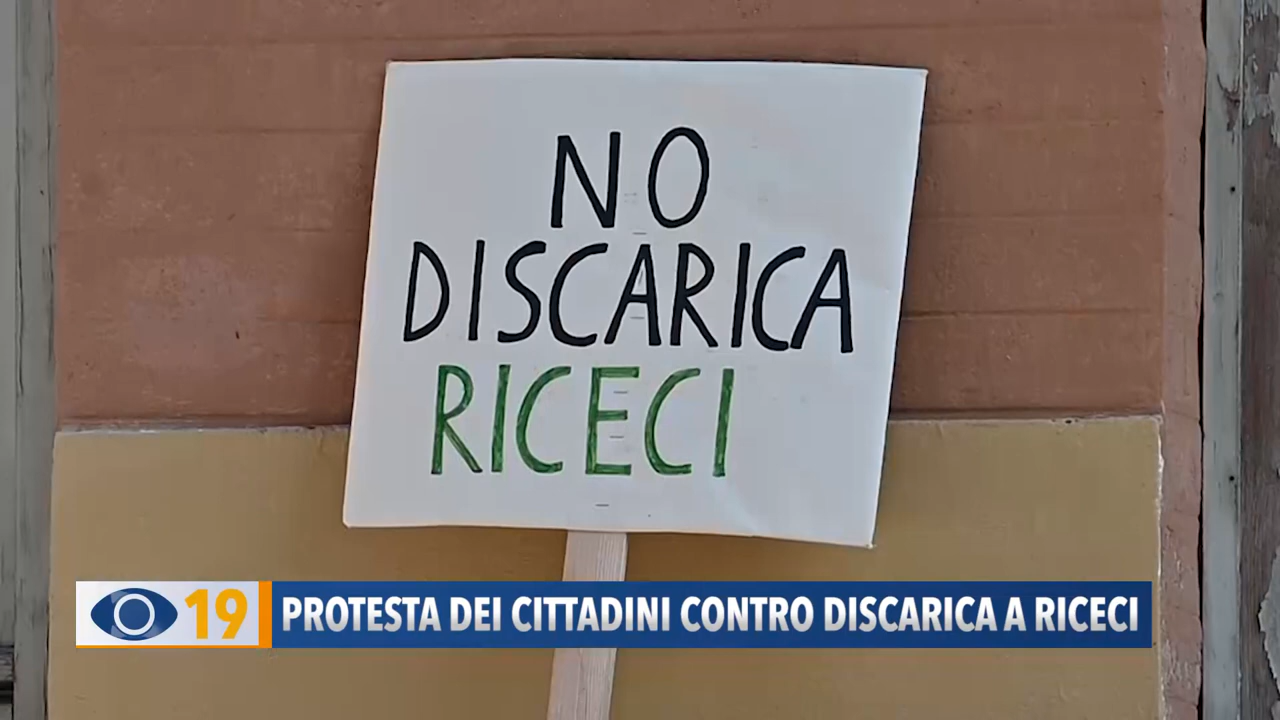 NO
DISCARICA
RICECI
19 PROTESTA DEI CITTADINI CONTRO DISCARICA A RICECI